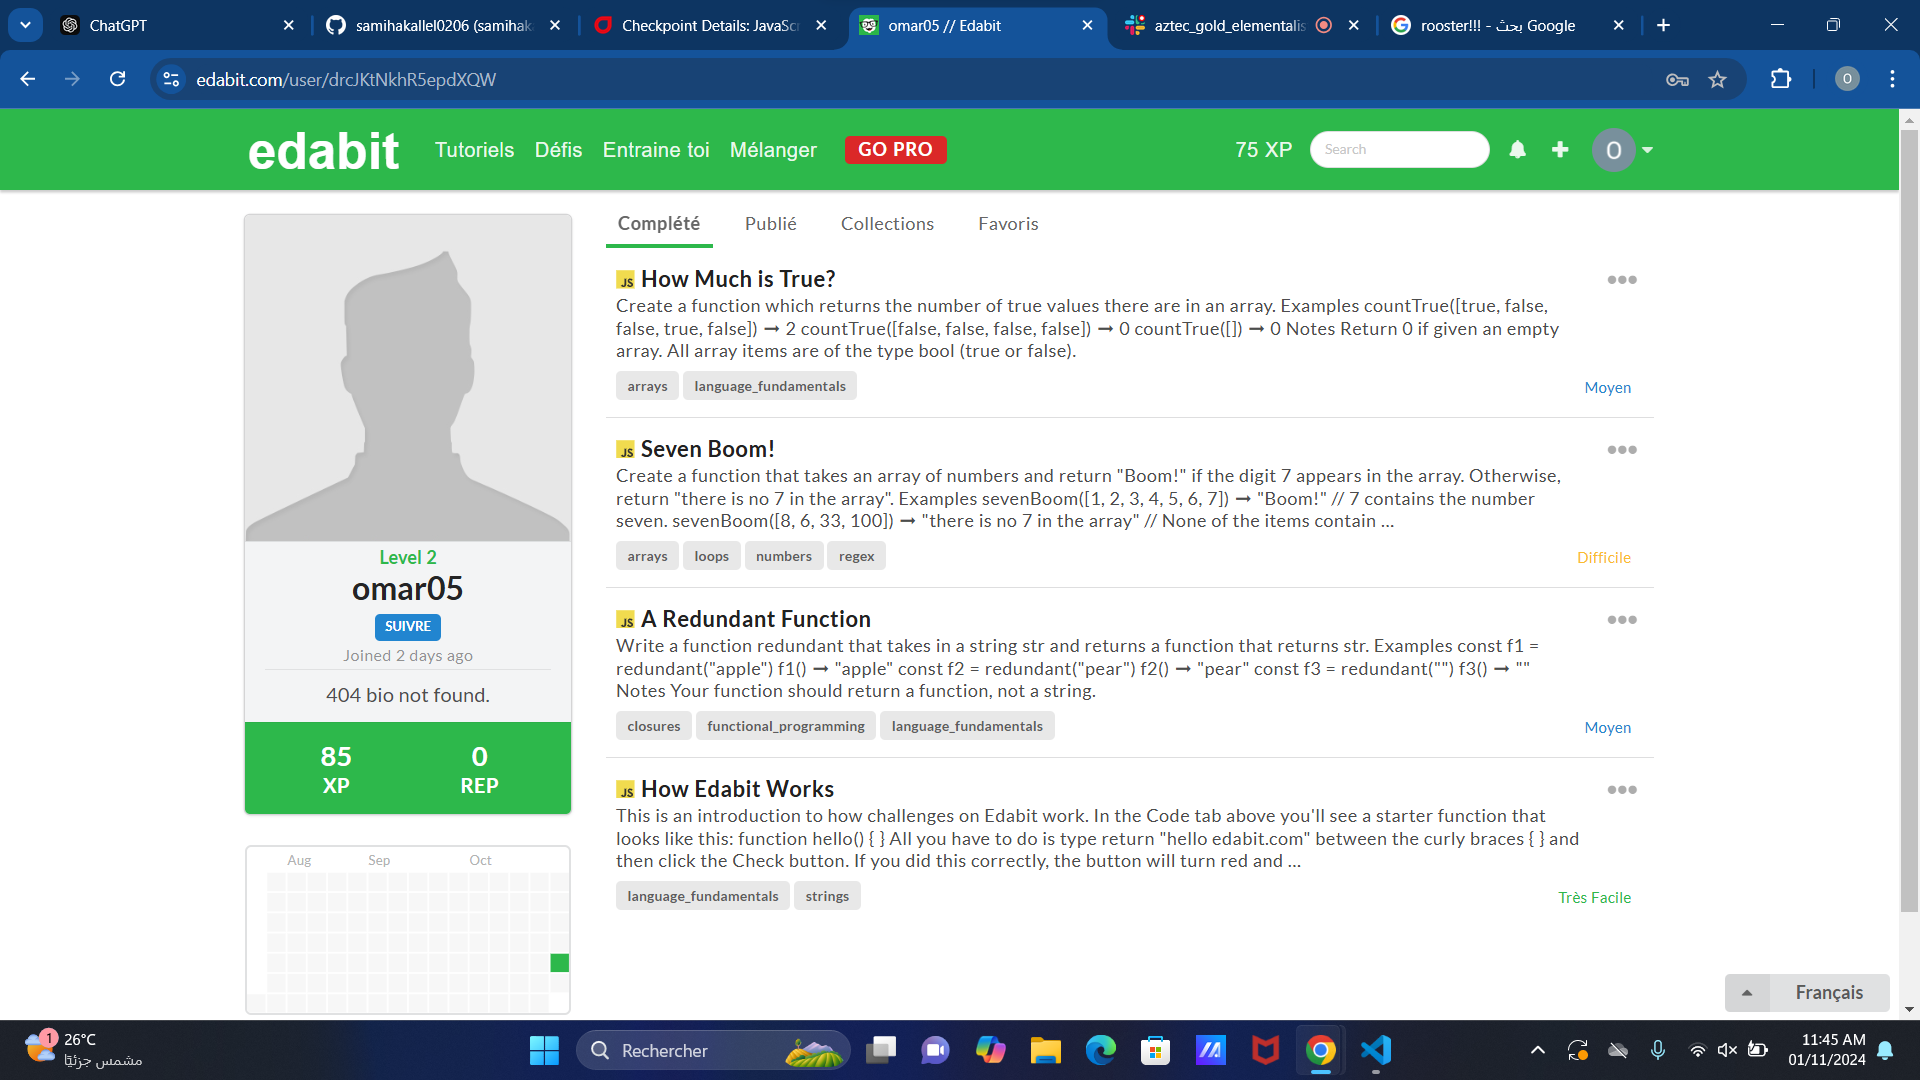 ChatGPT
samihakallel0206 (samihaka
Checkpoint Details: JavaSc
omar05 // Edabit
aztec_gold_elementalis
rooster!!! - بحث Google
edabit.com/user/drcJKtNkhR5epdXQW
O
edabit
Tutoriels
Défis
Entraine toi
Mélanger
GO PRO
75 XP
Search
O
Complété
Publié
Collections
Favoris
Level 2
omar05
SUIVRE
Joined 2 days ago
404 bio not found.
85
XP
0
REP
Aug
Sep
Oct
JS How Much is True?
Create a function which returns the number of true values there are in an array. Examples countTrue([true, false,
false, true, false]) ➞ 2 countTrue([false, false, false, false]) ➞ 0 countTrue([]) ➞ 0 Notes Return 0 if given an empty
array. All array items are of the type bool (true or false).
arrays
language_fundamentals
Moyen
JS Seven Boom!
Create a function that takes an array of numbers and return "Boom!" if the digit 7 appears in the array. Otherwise,
return "there is no 7 in the array". Examples sevenBoom([1, 2, 3, 4, 5, 6, 7]) ➞ "Boom!" // 7 contains the number
seven. sevenBoom([8, 6, 33, 100]) ➞ "there is no 7 in the array" // None of the items contain ...
arrays
loops
numbers
regex
Difficile
JS A Redundant Function
Write a function redundant that takes in a string str and returns a function that returns str. Examples const f1 =
redundant("apple") f1() ➞ "apple" const f2 = redundant("pear") f2() ➞ "pear" const f3 = redundant("") f3() ➞ ""
Notes Your function should return a function, not a string.
closures
functional_programming
language_fundamentals
Moyen
JS How Edabit Works
This is an introduction to how challenges on Edabit work. In the Code tab above you'll see a starter function that
looks like this: function hello() { } All you have to do is type return "hello edabit.com" between the curly braces { } and
then click the Check button. If you did this correctly, the button will turn red and ...
language_fundamentals
strings
Très Facile
Français
1
26°C
مشمس جزئيًا
Rechercher
11:45 AM
01/11/2024